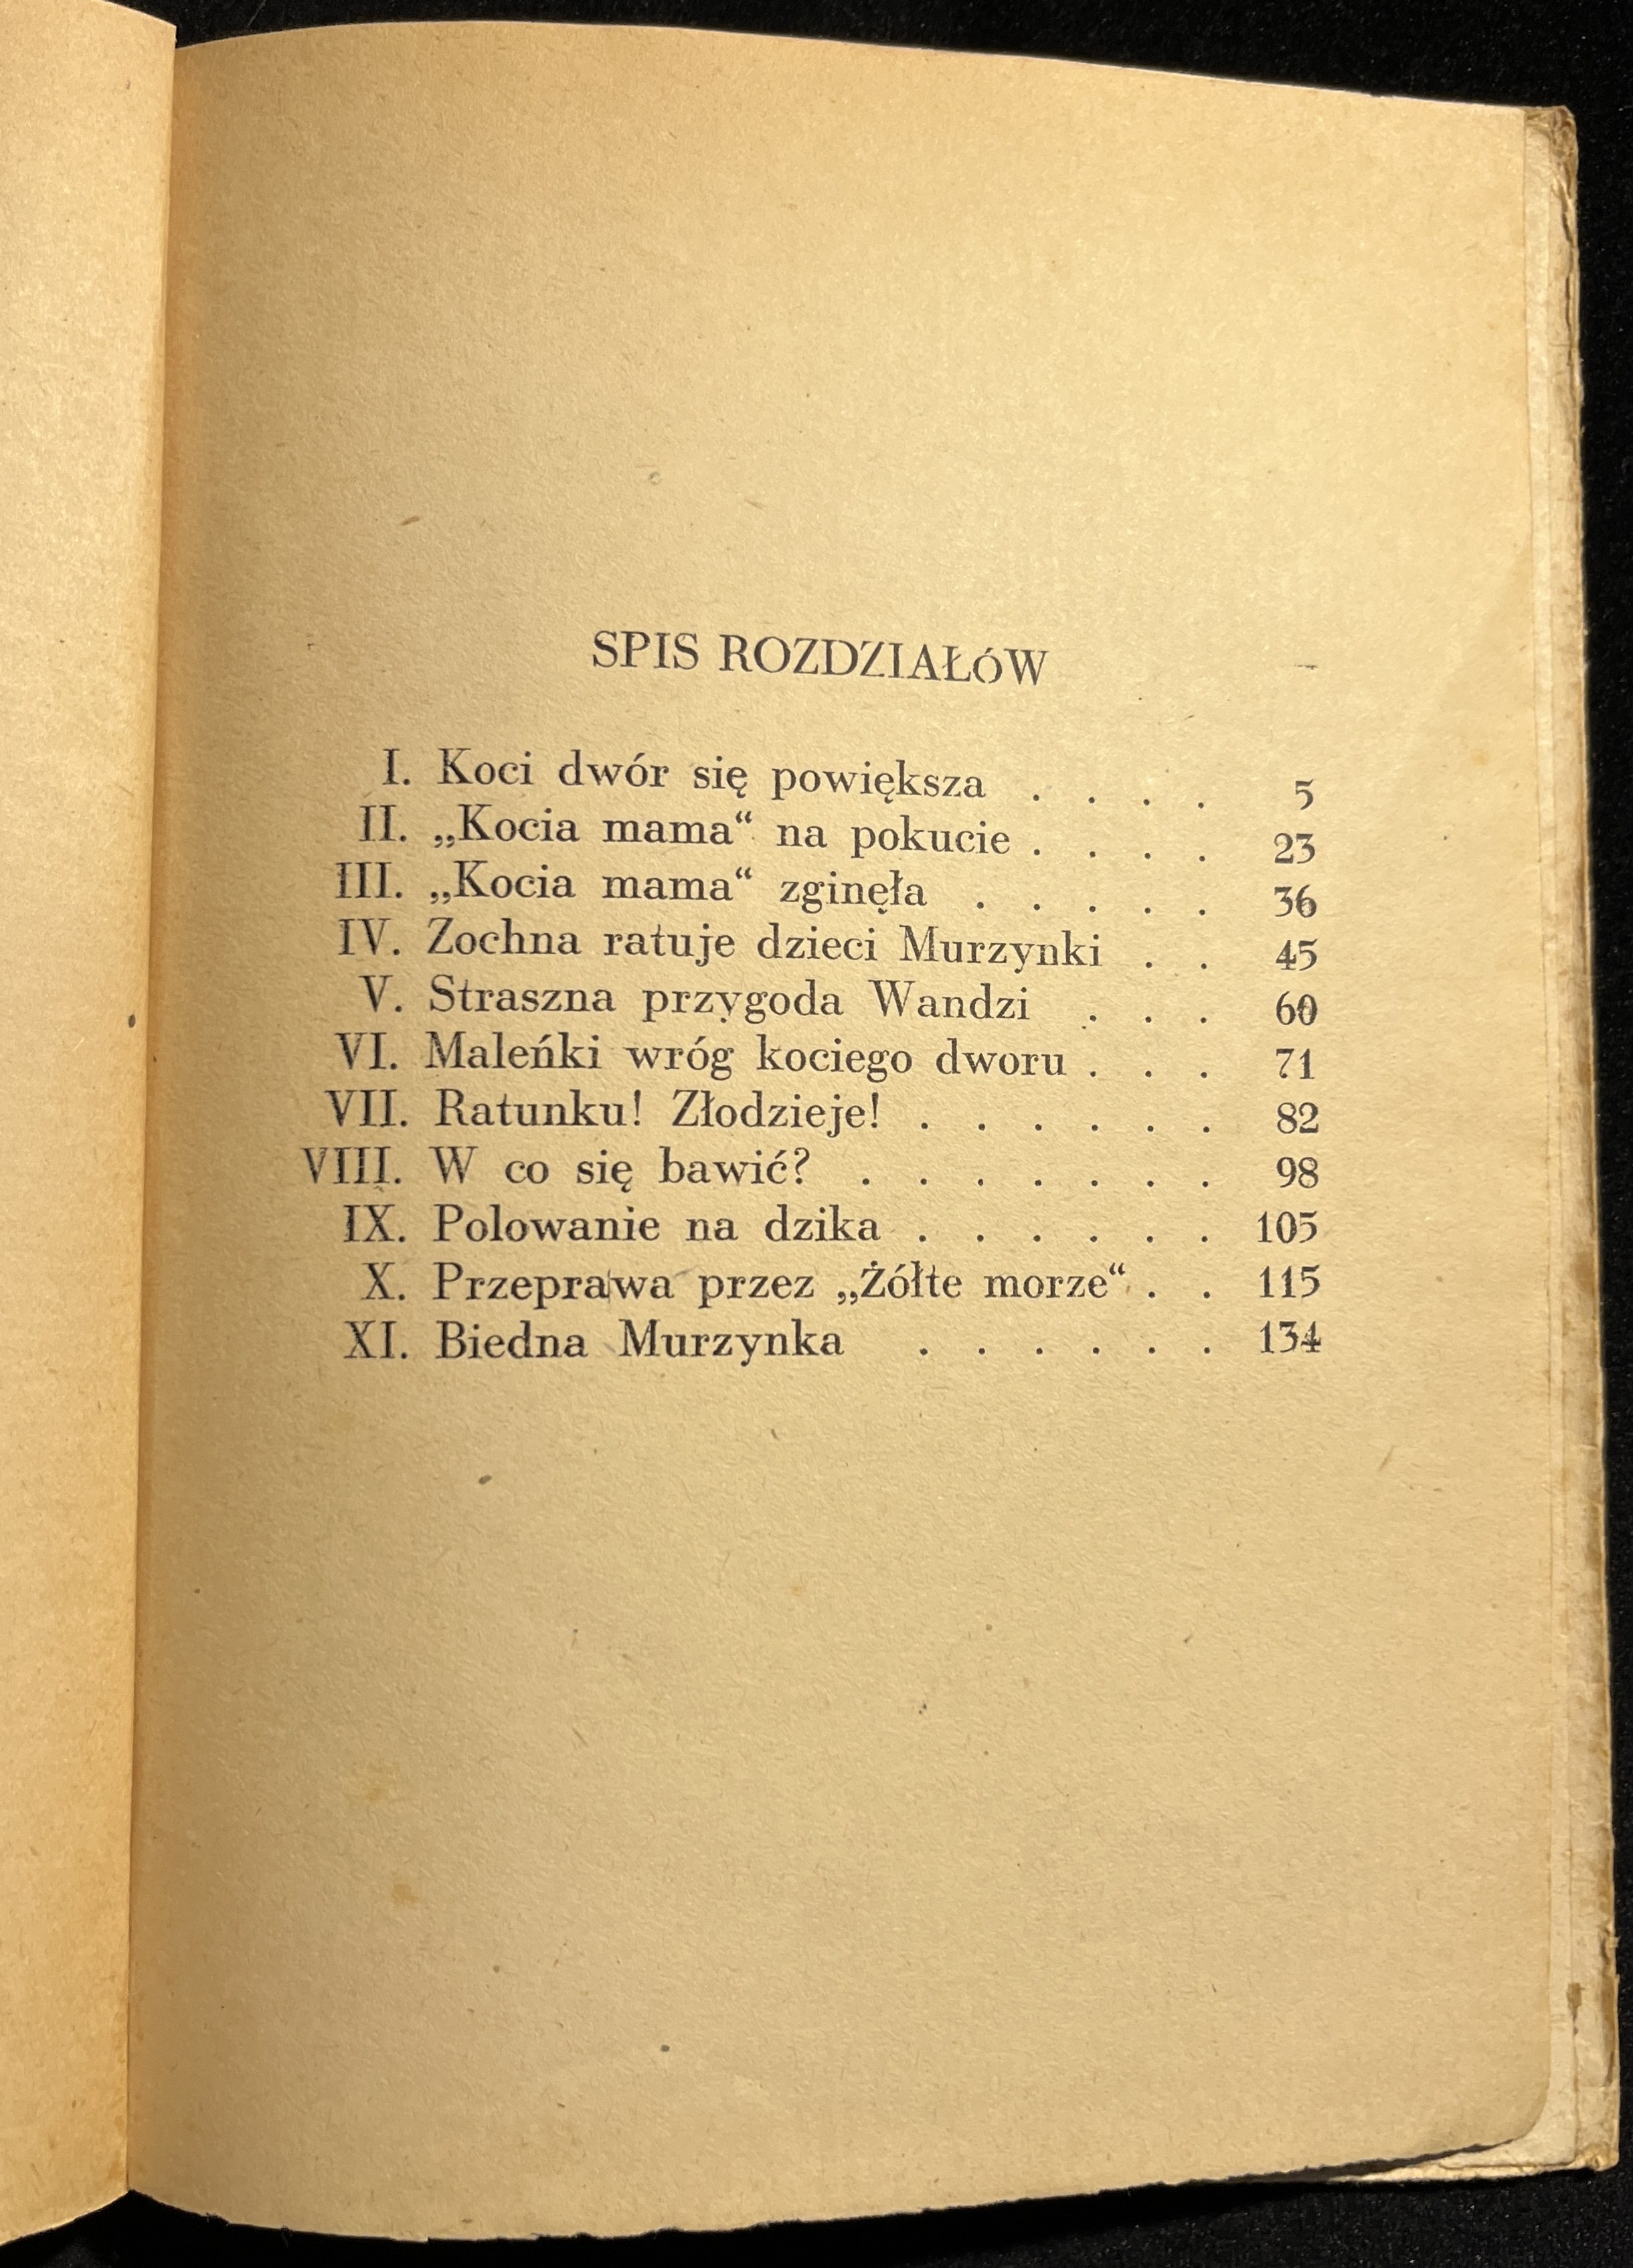 SPIS ROZDZIAŁÓW
I. Koci dwór się powiększa . . . . 5
II. „Kocia mama“ na pokucie . . . . 23
III. „Kocia mama“ zginęła . . . . . 36
IV. Zochna ratuje dzieci Murzynki . . 45
V. Straszna przygoda Wandzi . . . 60
VI. Maleńki wróg kociego dworu . . . 71
VII. Ratunku! Złodzieje! . . . . . . 82
VIII. W co się bawić? . . . . . . . 98
IX. Polowanie na dzika . . . . . . 105
X. Przeprawa przez „Żółte morze“ . . 115
XI. Biedna Murzynka . . . . . . 134